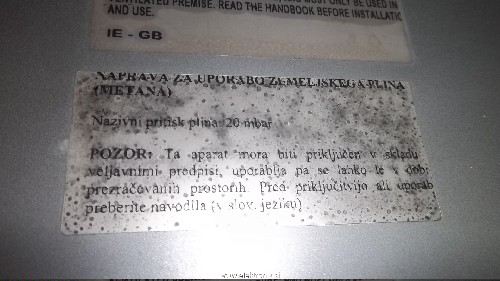 VENTILATED PREMISE. READ THE HANDBOOK BEFORE INSTALLATIO
AND USE.
IE - GB
NAPRAVA ZA UPORABO ZEMELJSKEGA PLINA
(METANA)
Nazivni pritisk plina: 20 mbar
POZOR: Ta aparat mora biti priključen v skladu
veljavnimi predpisi, uporablja pa se lahko le v dobr
prezračevanih prostorih. Pred priključitvijo ali uporab
preberite navodila (v slov. jeziku)